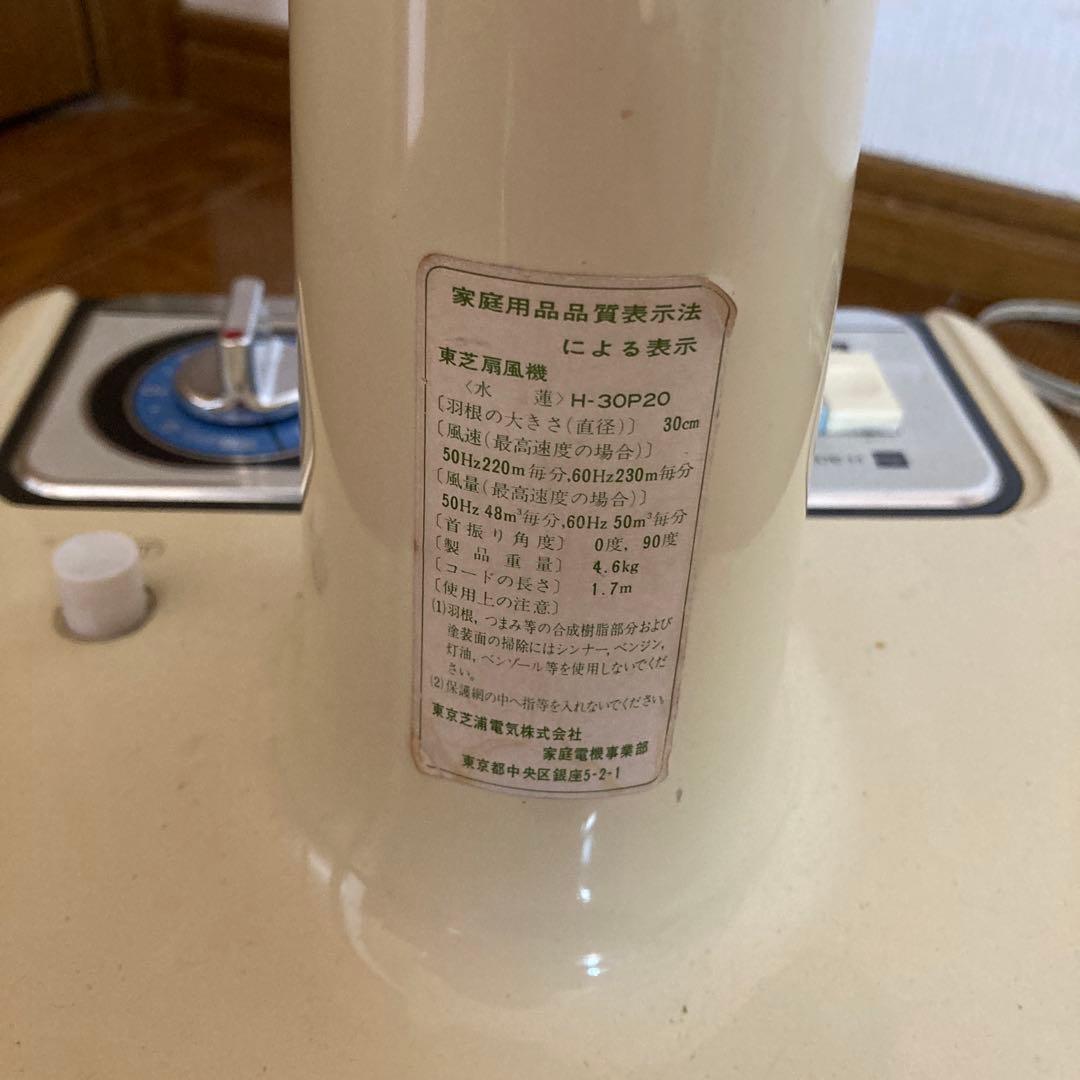 家庭用品品質表示法
による表示
東芝扇風機
〈水 蓮〉H-30P20
〔羽根の大きさ(直径)〕 30cm
〔風速(最高速度の場合)〕
50Hz220m毎分,60Hz230m毎分
〔風量(最高速度の場合)〕
50Hz 48m³毎分,60Hz 50m³毎分
〔首振り角度〕 0度, 90度
〔製品重量〕 4.6kg
〔コードの長さ〕 1.7m
〔使用上の注意〕
(1)羽根,つまみ等の合成樹脂部分および
塗装面の掃除にはシンナー,ベンジン,
灯油,ベンゾール等を使用しないでくだ
さい。
(2)保護網の中へ指等を入れないでください。
東京芝浦電気株式会社
家庭電機事業部
東京都中央区銀座5-2-1